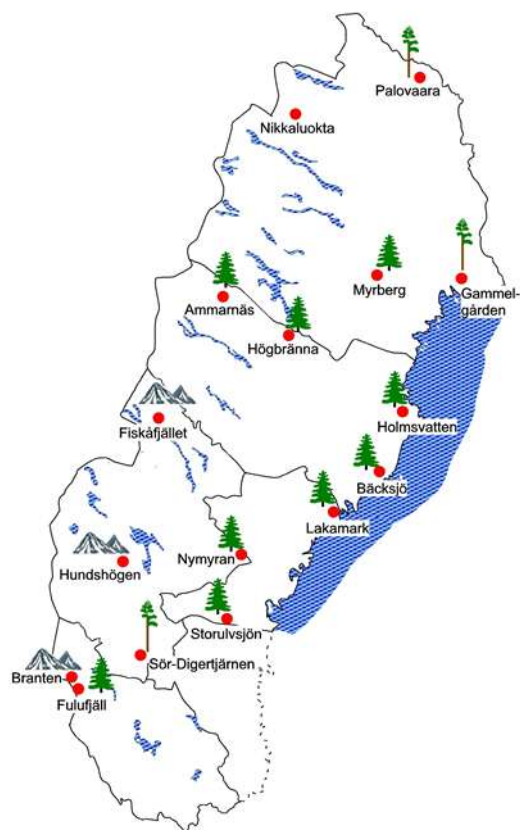 Palovaara
Nikkaluokta
Myrberg
Gammel-
gården
Ammarnäs
Högbränna
Holmsvatten
Fiskåfjället
Bäcksjö
Lakamark
Nymyran
Hundshögen
Storulvsjön
Sör-Digertjärnen
Branten
Fulufjäll